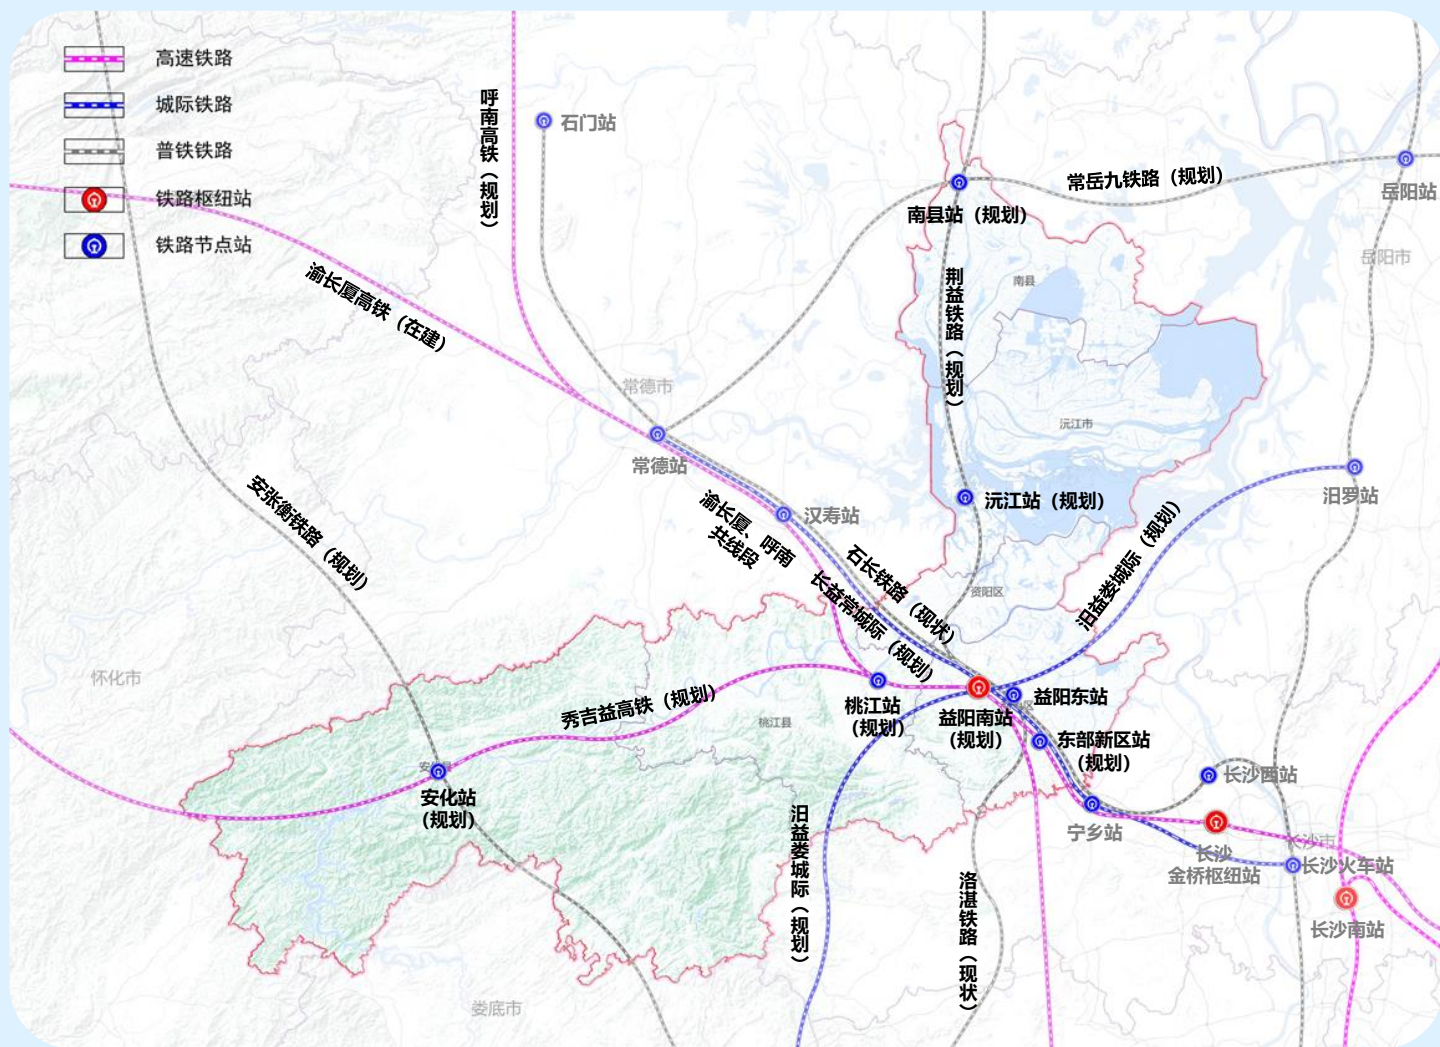 高速铁路
城际铁路
普铁铁路
铁路枢纽站
铁路节点站
呼南高铁（规划）
石门站
渝长厦高铁（在建）
南县站（规划）
常岳九铁路（规划）
岳阳站
岳阳市
南县
荆益铁路（规划）
常德市
常德站
沅江市
汉寿站
沅江站（规划）
汨罗站
安张衡铁路（规划）
渝长厦、呼南
共线段
石长铁路（现状）
长益常城际（规划）
汨益娄城际（规划）
资阳区
怀化市
秀吉益高铁（规划）
桃江县
桃江站
（规划）
益阳南站
（规划）
区
益阳东站
东部新区站
（规划）
安化站
（规划）
长沙西站
宁乡站
长沙市
长沙
金桥枢纽站
长沙火车站
长沙南站
汨益娄城际（规划）
洛湛铁路（现状）
娄底市